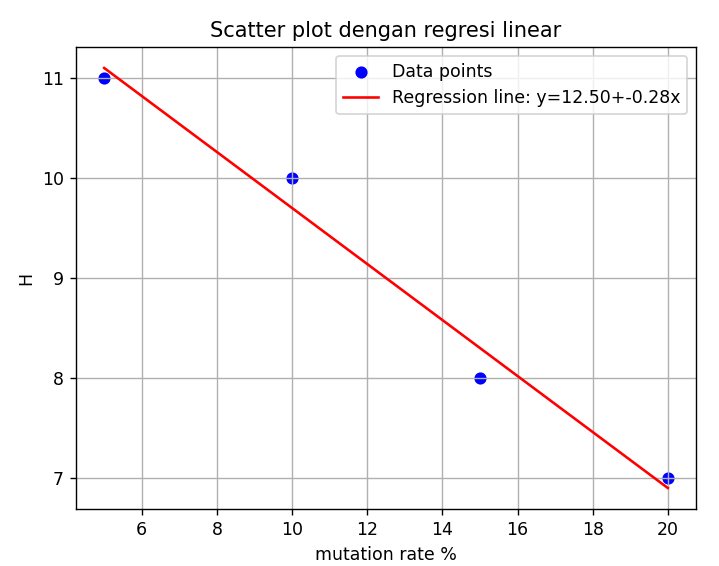 Scatter plot dengan regresi linear
Data points
Regression line: y=12.50+-0.28x
11
10
9
8
7
H
6 8 10 12 14 16 18 20
mutation rate %